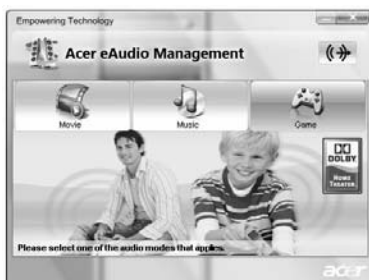 Empowering Technology
Acer eAudio Management
Movie
Music
Game
DOLBY
HOME
THEATER
Please select one of the audio modes that applies.
acer